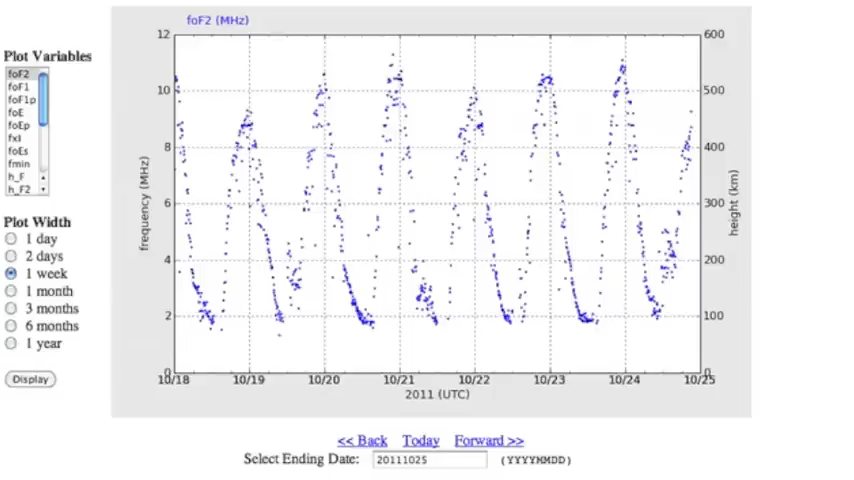 foF2 (MHz)
Plot Variables
foF2
foF1
foF1p
foE
foEp
fxI
foEs
fmin
h_F
h_F2
Plot Width
1 day
2 days
1 week
1 month
3 months
6 months
1 year
Display
12
10
8
6
4
2
0
frequency (MHz)
600
500
400
300
200
100
0
height (km)
10/18 10/19 10/20 10/21 10/22 10/23 10/24 10/25
2011 (UTC)
<< Back Today Forward >>
Select Ending Date: 20111025 (YYYYMMDD)